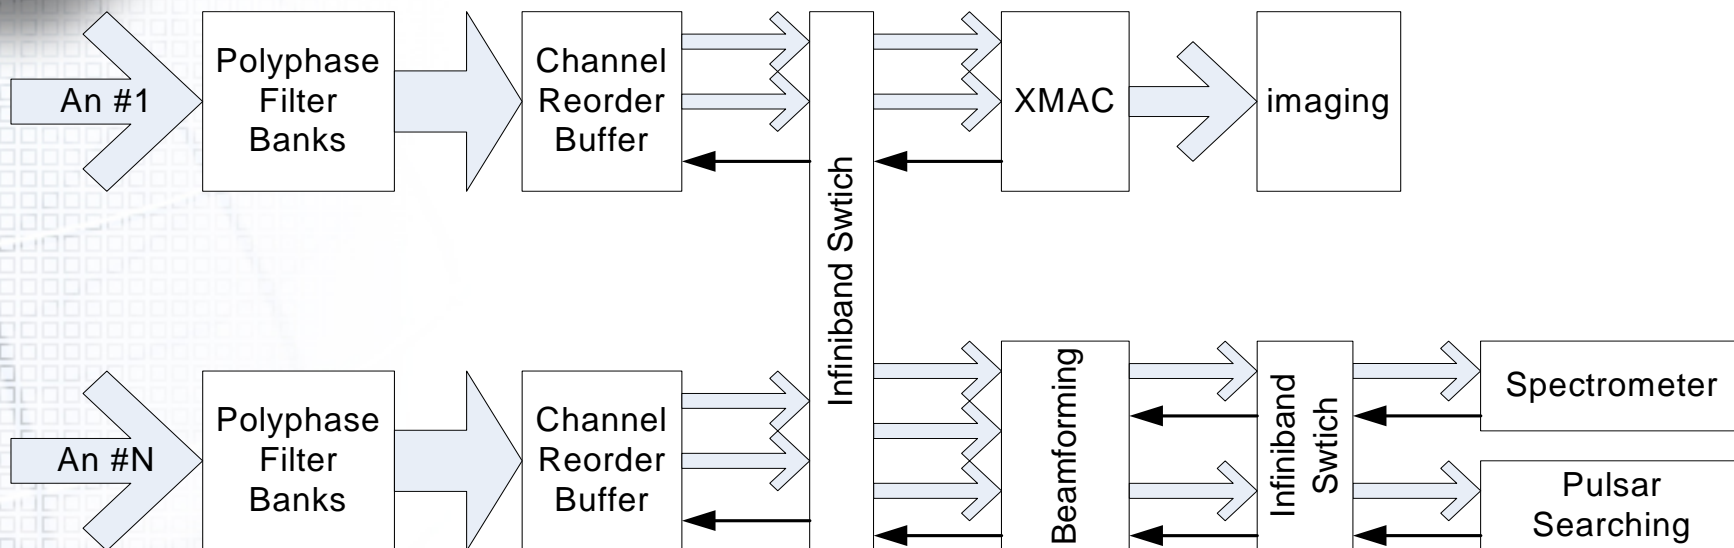 An #1
Polyphase
Filter
Banks
Channel
Reorder
Buffer
Infiniband Swtich
XMAC
imaging
An #N
Polyphase
Filter
Banks
Channel
Reorder
Buffer
Beamforming
Infiniband
Swtich
Spectrometer
Pulsar
Searching